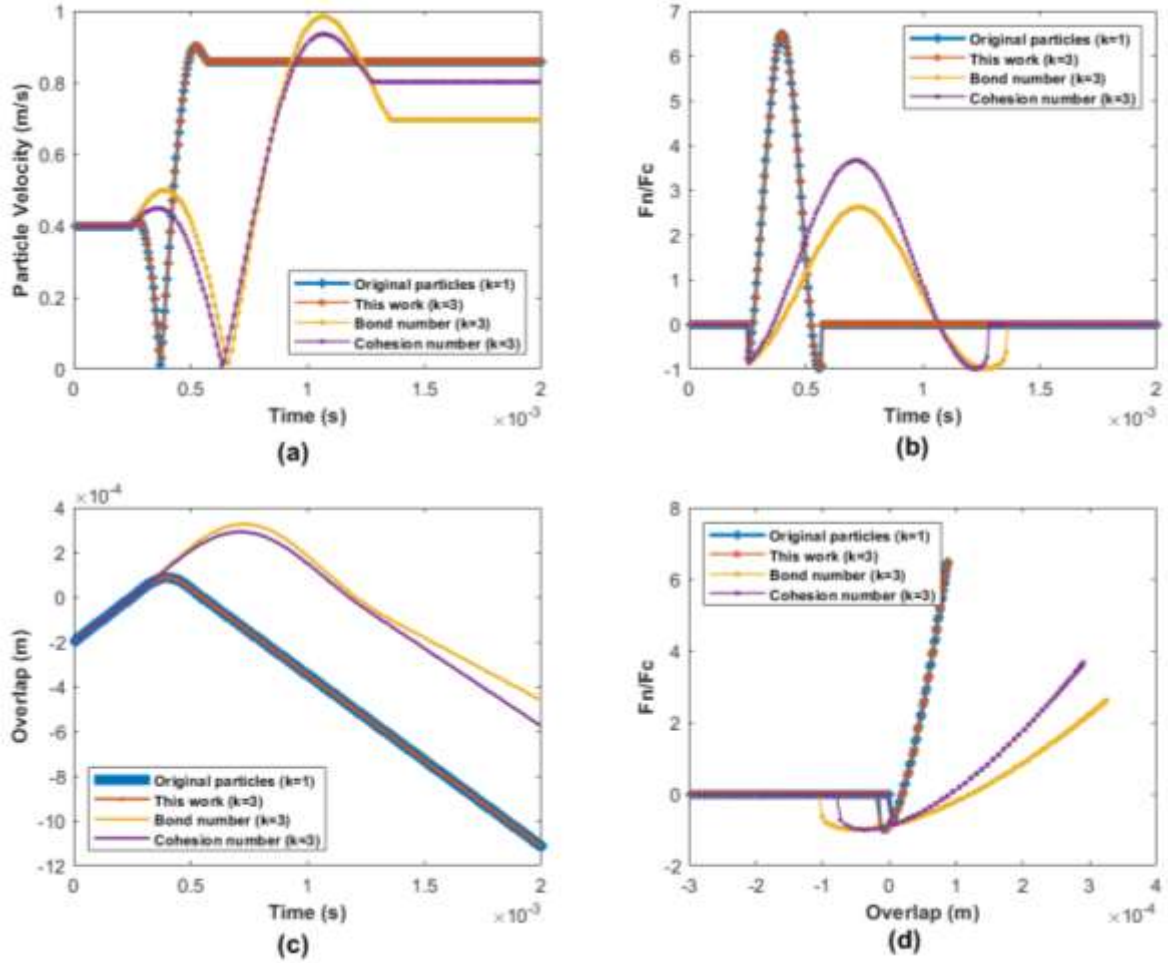 Particle Velocity (m/s)
1
0.8
0.6
0.4
0.2
0
Original particles (k=1)
This work (k=3)
Bond number (k=3)
Cohesion number (k=3)
0 0.5 1 1.5 2
Time (s) ×10-3
(a)
Fn/Fc
7
6
5
4
3
2
1
0
-1
Original particles (k=1)
This work (k=3)
Bond number (k=3)
Cohesion number (k=3)
0 0.5 1 1.5 2
Time (s) ×10-3
(b)
×10-4
Overlap (m)
4
2
0
-2
-4
-6
-8
-10
-12
Original particles (k=1)
This work (k=3)
Bond number (k=3)
Cohesion number (k=3)
0 0.5 1 1.5 2
Time (s) ×10-3
(c)
Fn/Fc
8
6
4
2
0
-2
Original particles (k=1)
This work (k=3)
Bond number (k=3)
Cohesion number (k=3)
-3 -2 -1 0 1 2 3 4
Overlap (m) ×10-4
(d)